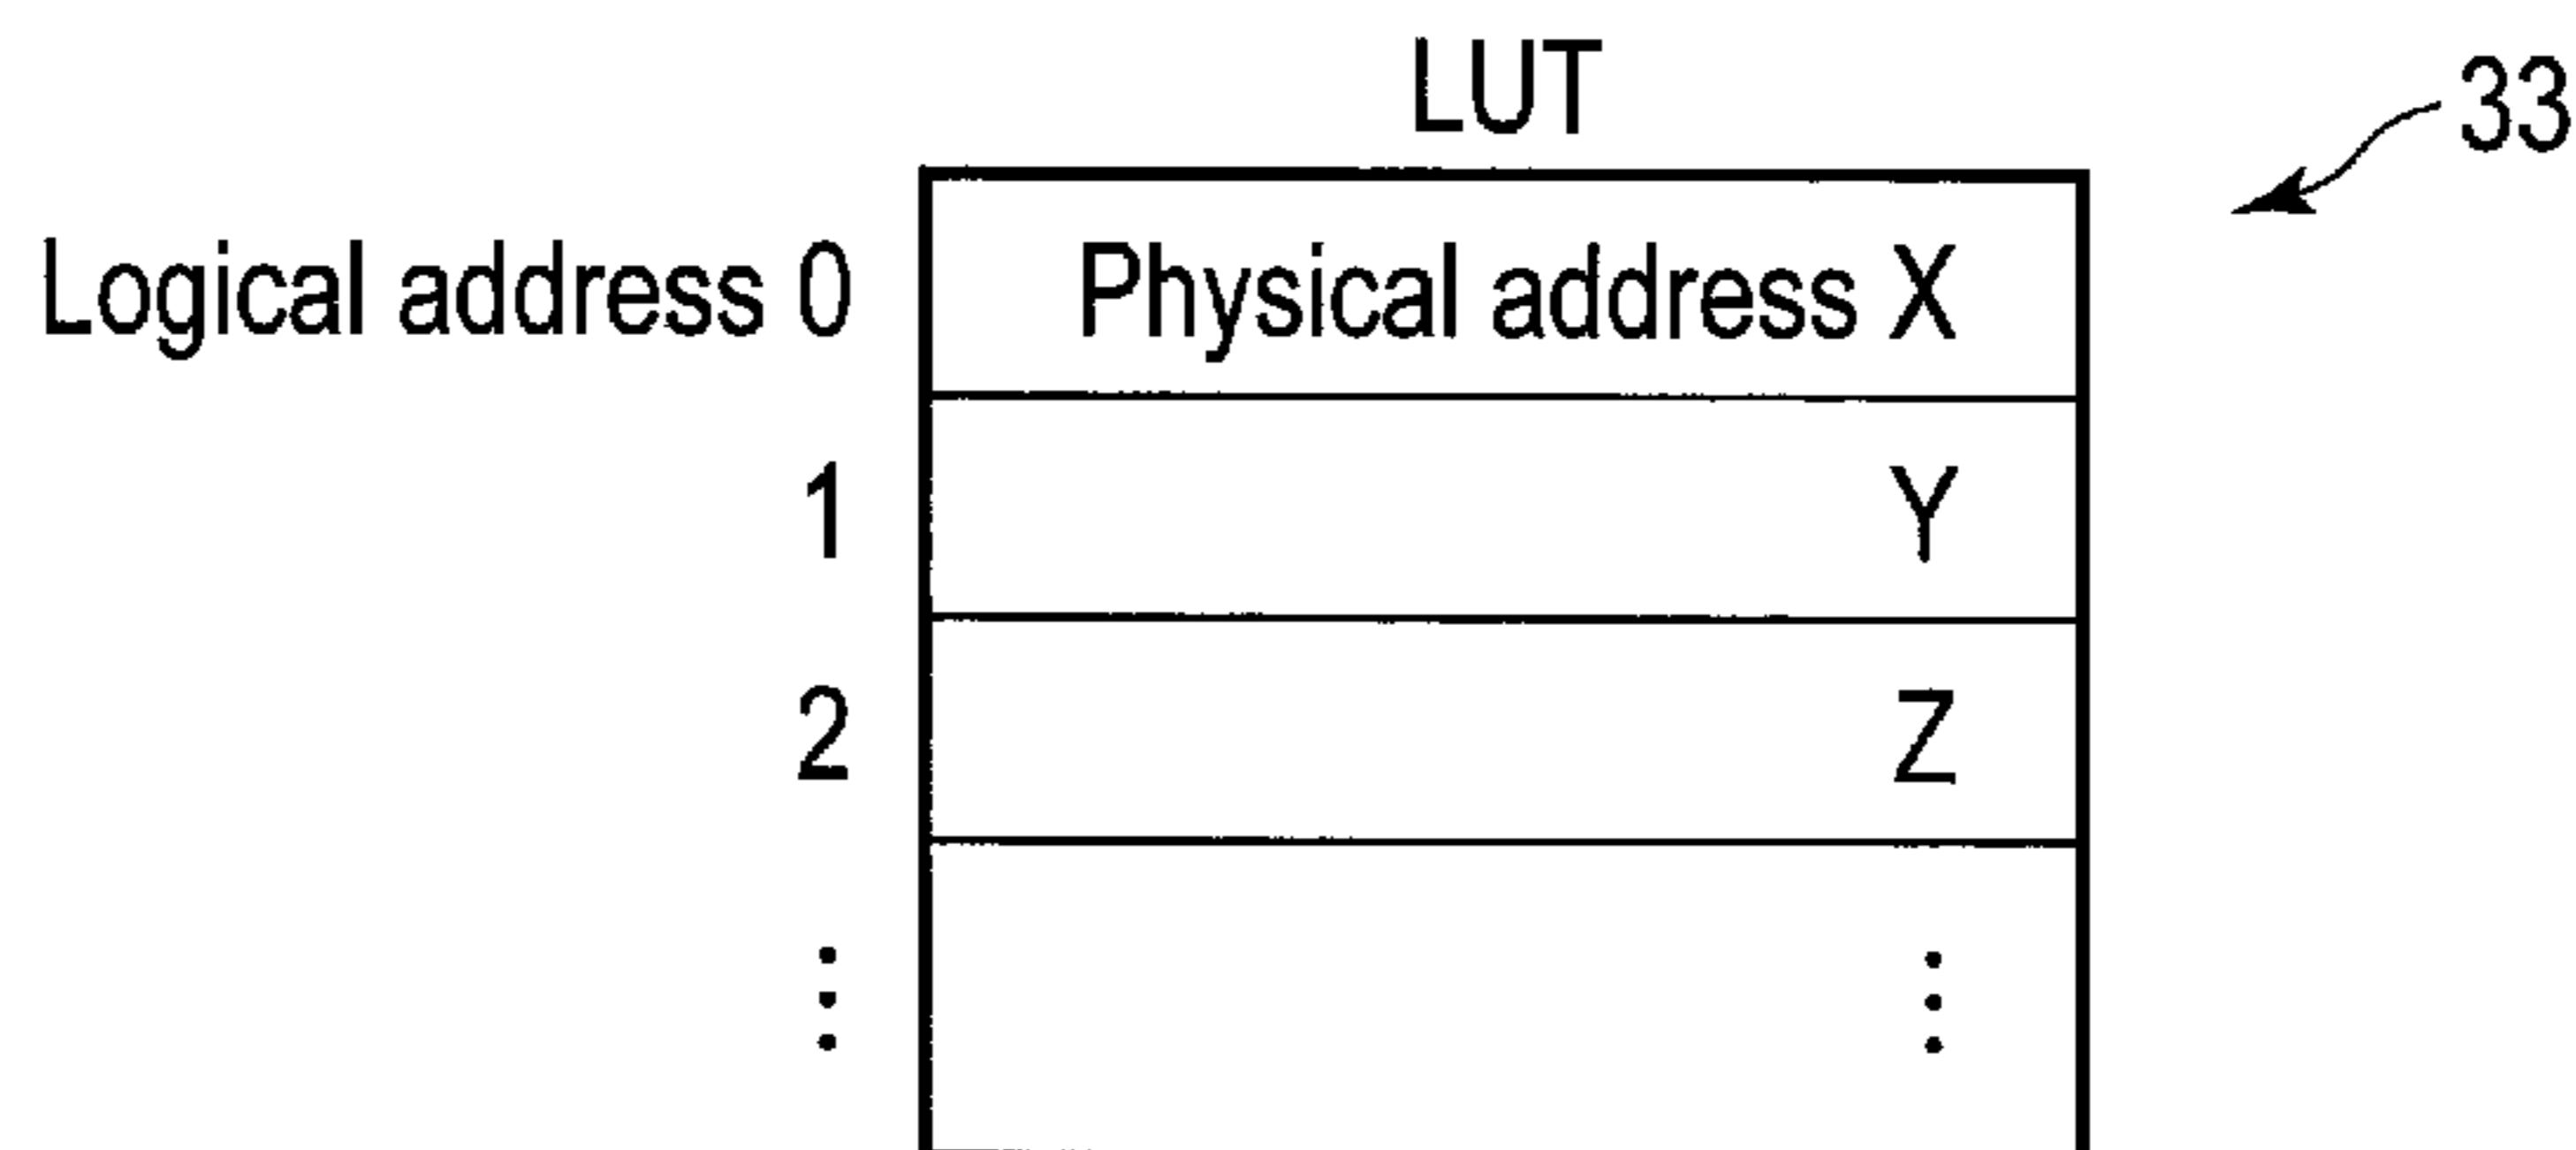 LUT
33
Logical address 0 Physical address X
1 Y
2 Z
⋮ ⋮